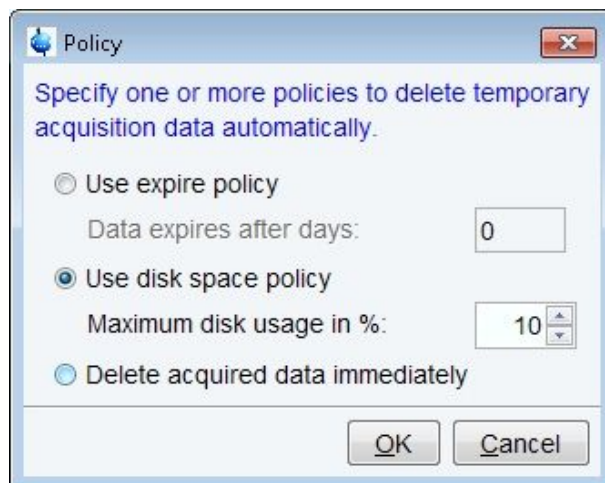 Policy
Specify one or more policies to delete temporary
acquisition data automatically.
Use expire policy
Data expires after days: 0
Use disk space policy
Maximum disk usage in %: 10
Delete acquired data immediately
OK Cancel